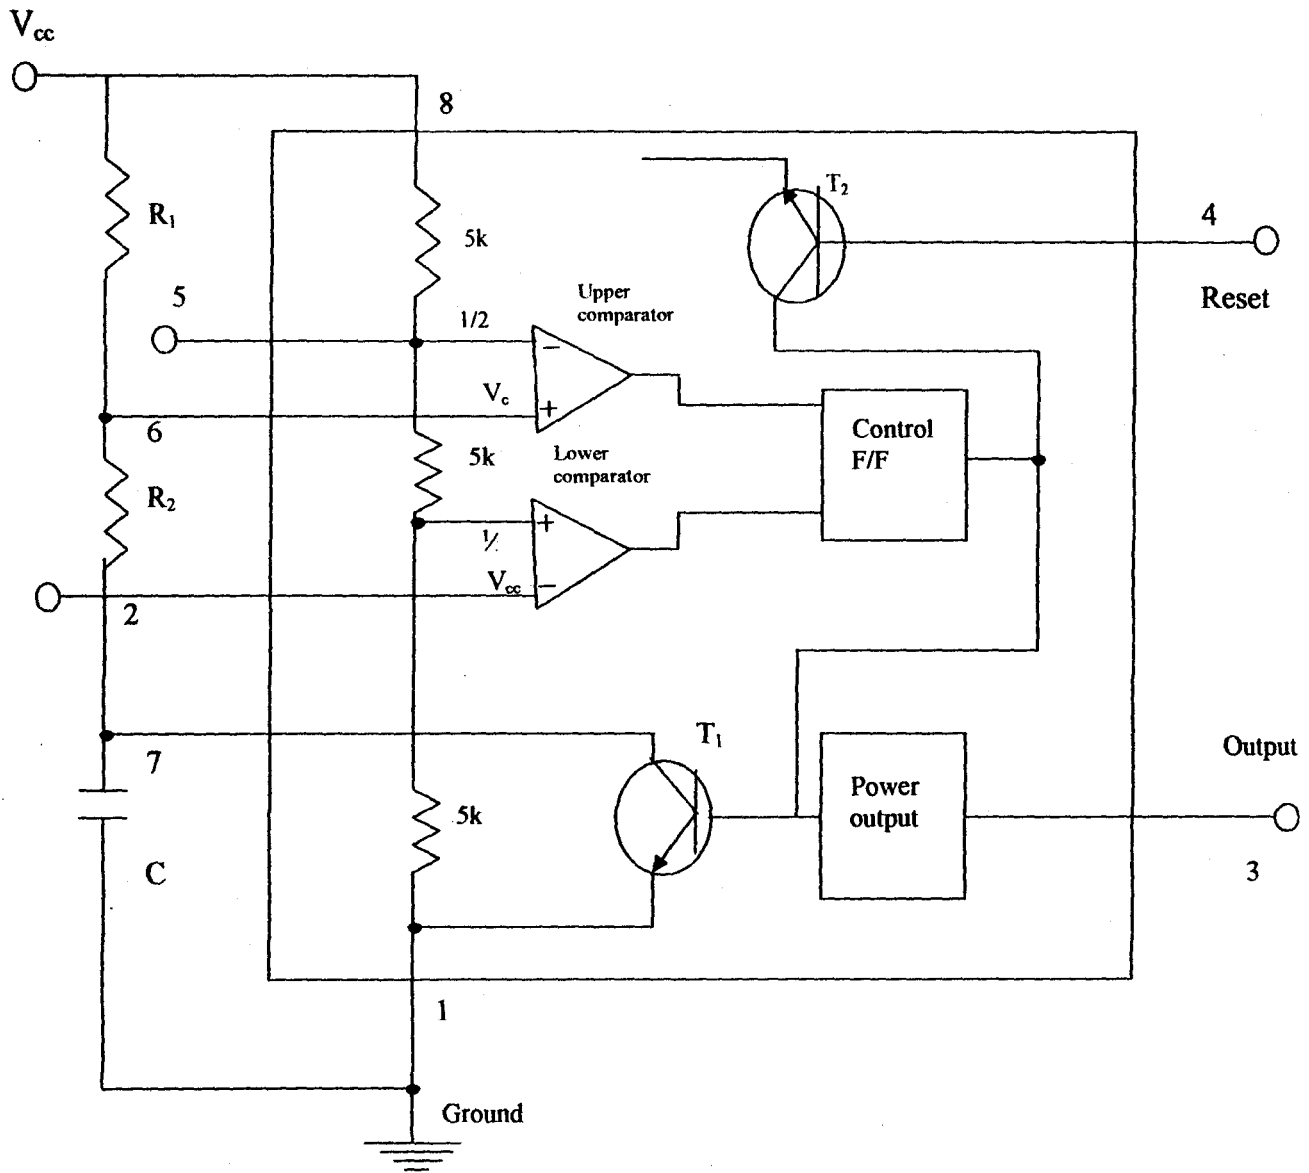 Vcc
8
R1
5k
T2
4
Reset
5
1/2
Upper
comparator
Vc
6
5k
Lower
comparator
Control
F/F
R2
1/
Vcc
2
7
T1
Power
output
Output
5k
C
3
1
Ground